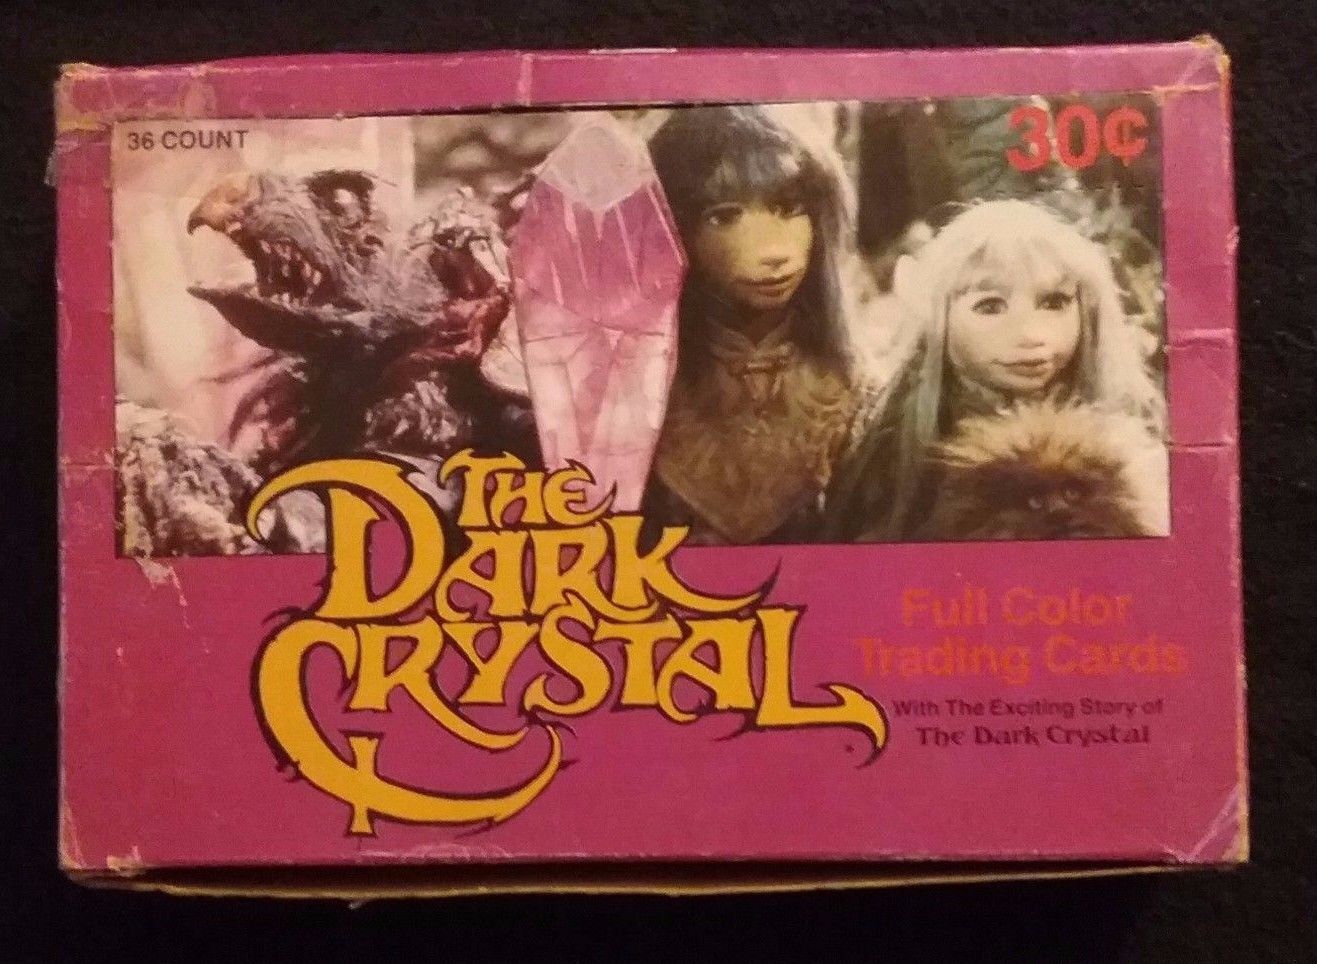 36 COUNT
30¢
THE
DARK
CRYSTAL
Full Color
Trading Cards
With The Exciting Story of
The Dark Crystal